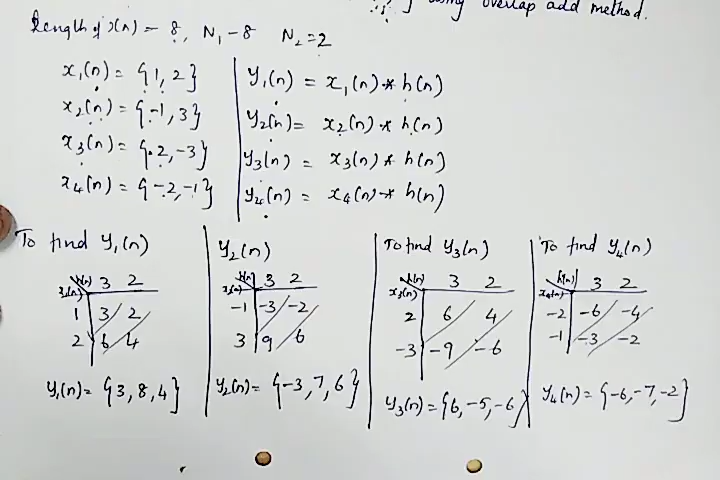 using overlap add method.
Length of x(n) = 8, N₁-8 N₂=2
x₁(n) = {1, 2}
x₂(n) = {-1, 3}
x₃(n) = {2, -3}
x₄(n) = {-2, -1}
y₁(n) = x₁(n) * h(n)
y₂(n) = x₂(n) * h(n)
y₃(n) = x₃(n) * h(n)
y₄(n) = x₄(n) * h(n)
To find y₁(n)
h(n) 3 2
x₁(n)
1 3 2
2 6 4
y₁(n) = {3, 8, 4}
y₂(n)
h(n) 3 2
x₂(n)
-1 -3 -2
3 9 6
y₂(n) = {-3, 7, 6}
To find y₃(n)
h(n) 3 2
x₃(n)
2 6 4
-3 -9 -6
y₃(n) = {6, -5, -6}
To find y₄(n)
h(n) 3 2
x₄(n)
-2 -6 -4
-1 -3 -2
y₄(n) = {-6, -7, -2}